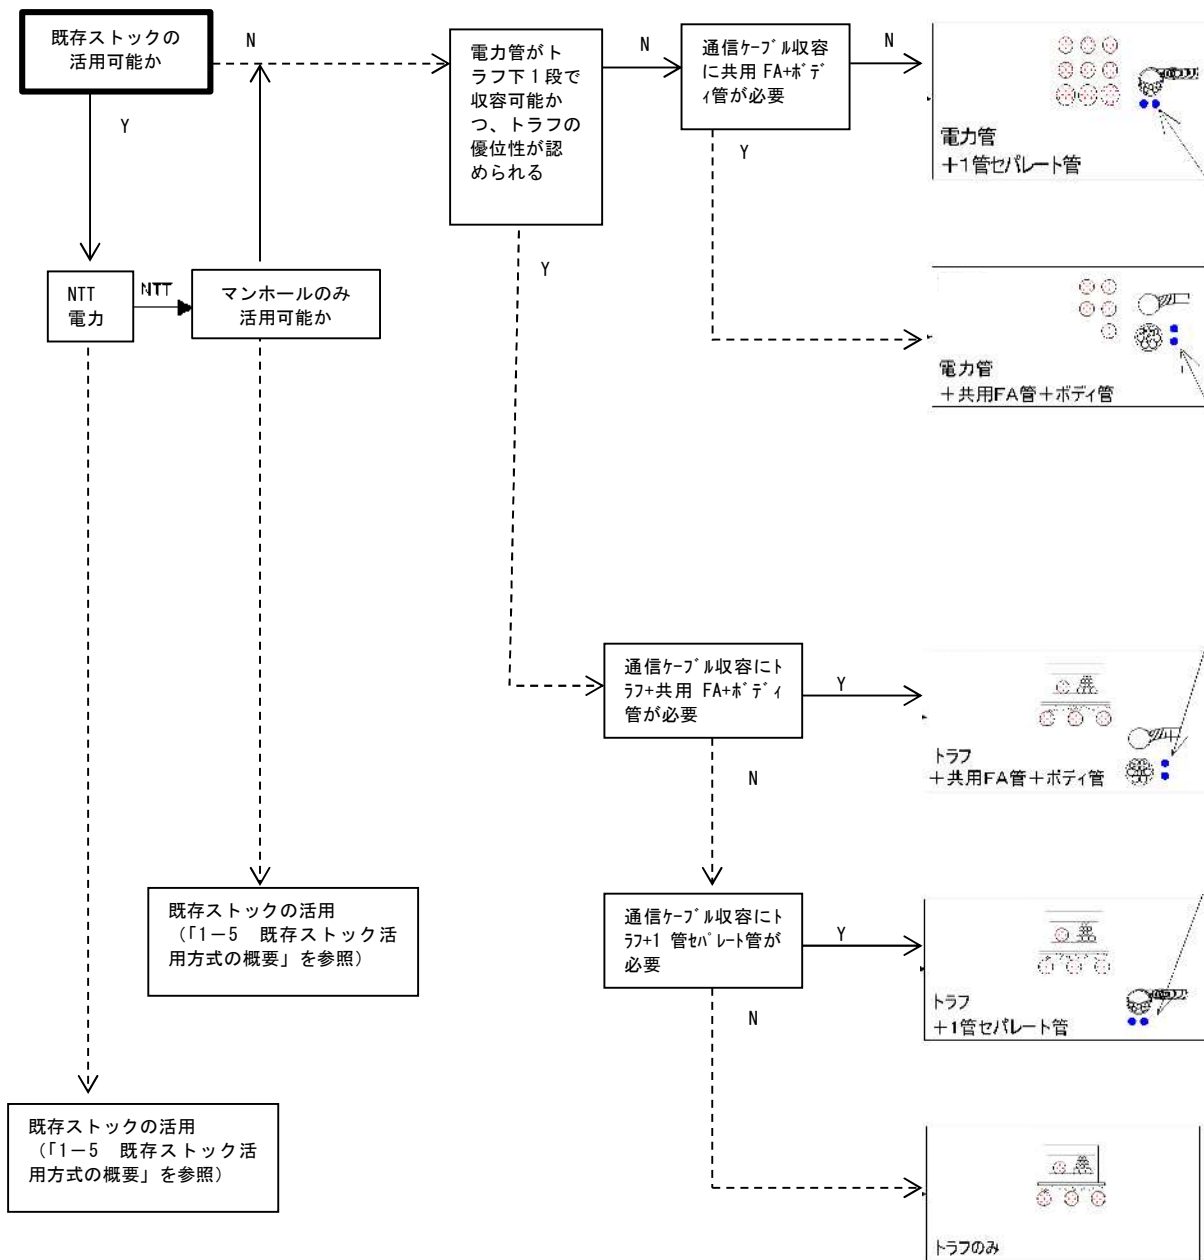 既存ストックの
活用可能か
N
Y
電力管がト
ラフ下1段で
収容可能か
つ、トラフの
優位性が認
められる
N
Y
通信ｹｰﾌﾞﾙ収容
に共用 FA+ﾎﾞﾃﾞ
ｨ管が必要
N
Y
電力管
＋1管セパレート管
NTT
電力
NTT
マンホールのみ
活用可能か
電力管
＋共用FA管＋ボディ管
通信ｹｰﾌﾞﾙ収容にﾄ
ﾗﾌ+共用 FA+ﾎﾞﾃﾞｨ
管が必要
Y
N
トラフ
＋共用FA管＋ボディ管
既存ストックの活用
（「1－5　既存ストック活
用方式の概要」を参照）
通信ｹｰﾌﾞﾙ収容にﾄ
ﾗﾌ+1 管ｾﾊﾟﾚｰﾄ管が
必要
Y
N
トラフ
＋1管セパレート管
既存ストックの活用
（「1－5　既存ストック活
用方式の概要」を参照）
トラフのみ